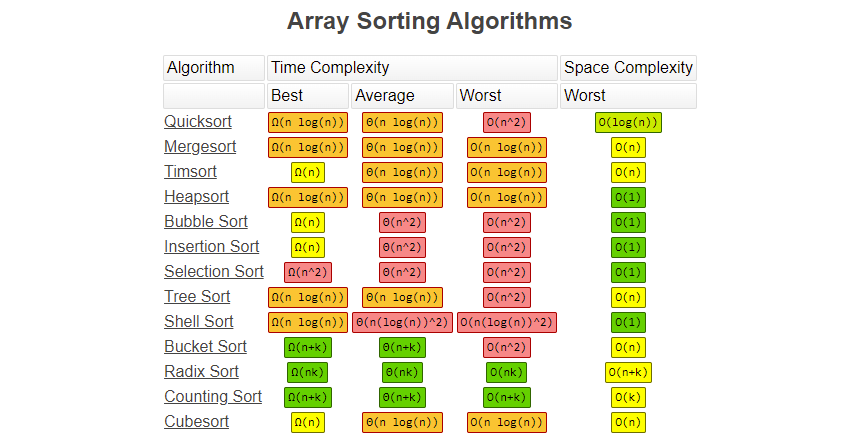 Array Sorting Algorithms
Algorithm Time Complexity Space Complexity
Best Average Worst Worst
Quicksort Ω(n log(n)) Θ(n log(n)) O(n^2) O(log(n))
Mergesort Ω(n log(n)) Θ(n log(n)) O(n log(n)) O(n)
Timsort Ω(n) Θ(n log(n)) O(n log(n)) O(n)
Heapsort Ω(n log(n)) Θ(n log(n)) O(n log(n)) O(1)
Bubble Sort Ω(n) Θ(n^2) O(n^2) O(1)
Insertion Sort Ω(n) Θ(n^2) O(n^2) O(1)
Selection Sort Ω(n^2) Θ(n^2) O(n^2) O(1)
Tree Sort Ω(n log(n)) Θ(n log(n)) O(n^2) O(n)
Shell Sort Ω(n log(n)) Θ(n(log(n))^2) O(n(log(n))^2) O(1)
Bucket Sort Ω(n+k) Θ(n+k) O(n^2) O(n)
Radix Sort Ω(nk) Θ(nk) O(nk) O(n+k)
Counting Sort Ω(n+k) Θ(n+k) O(n+k) O(k)
Cubesort Ω(n) Θ(n log(n)) O(n log(n)) O(n)